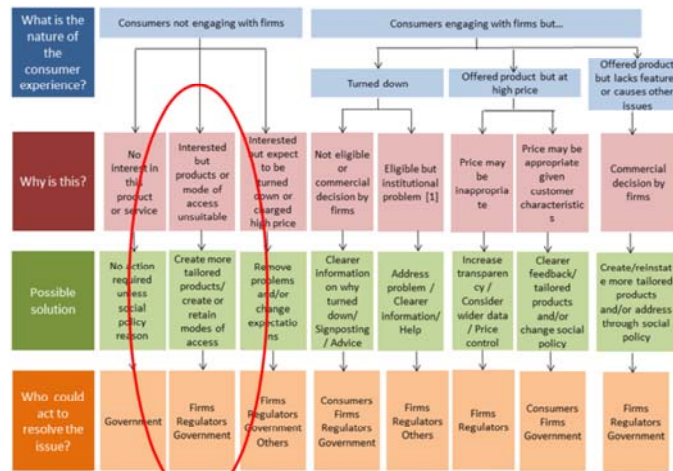 What is the
nature of the
consumer
experience?
Consumers not engaging with firms
Consumers engaging with firms but...
Turned down
Offered product but at
high price
Offered product
but lacks feature
or causes other
issues
Why is this?
No
interest in
this
product
or service
Interested
but
products or
mode of
access
unsuitable
Interested
but expect
to be
turned
down or
charged
high price
Not eligible
or
commercial
decision by
firms
Eligible but
institutional
problem [1]
Price may
be
inappropria
te
Price may be
appropriate
given
customer
characteristic
s
Commercial
decision by
firms
Possible
solution
No action
required
unless
social
policy
reason
Create more
tailored
products/
create or
retain
modes of
access
Remove
problems
and/or
change
expectatio
ns
Clearer
information
on why
turned
down/
Signposting
/ Advice
Address
problem /
Clearer
information/
Help
Increase
transparen
cy /
Consider
wider data
/ Price
control
Clearer
feedback/
tailored
products
and/or
change social
policy
Create/reinstat
e more tailored
products
and/or address
through social
policy
Who could
act to
resolve the
issue?
Government
Firms
Regulators
Government
Firms
Regulators
Government
Others
Consumers
Firms
Regulators
Government
Firms
Regulators
Others
Firms
Regulators
Consumers
Firms
Government
Firms
Regulators
Government